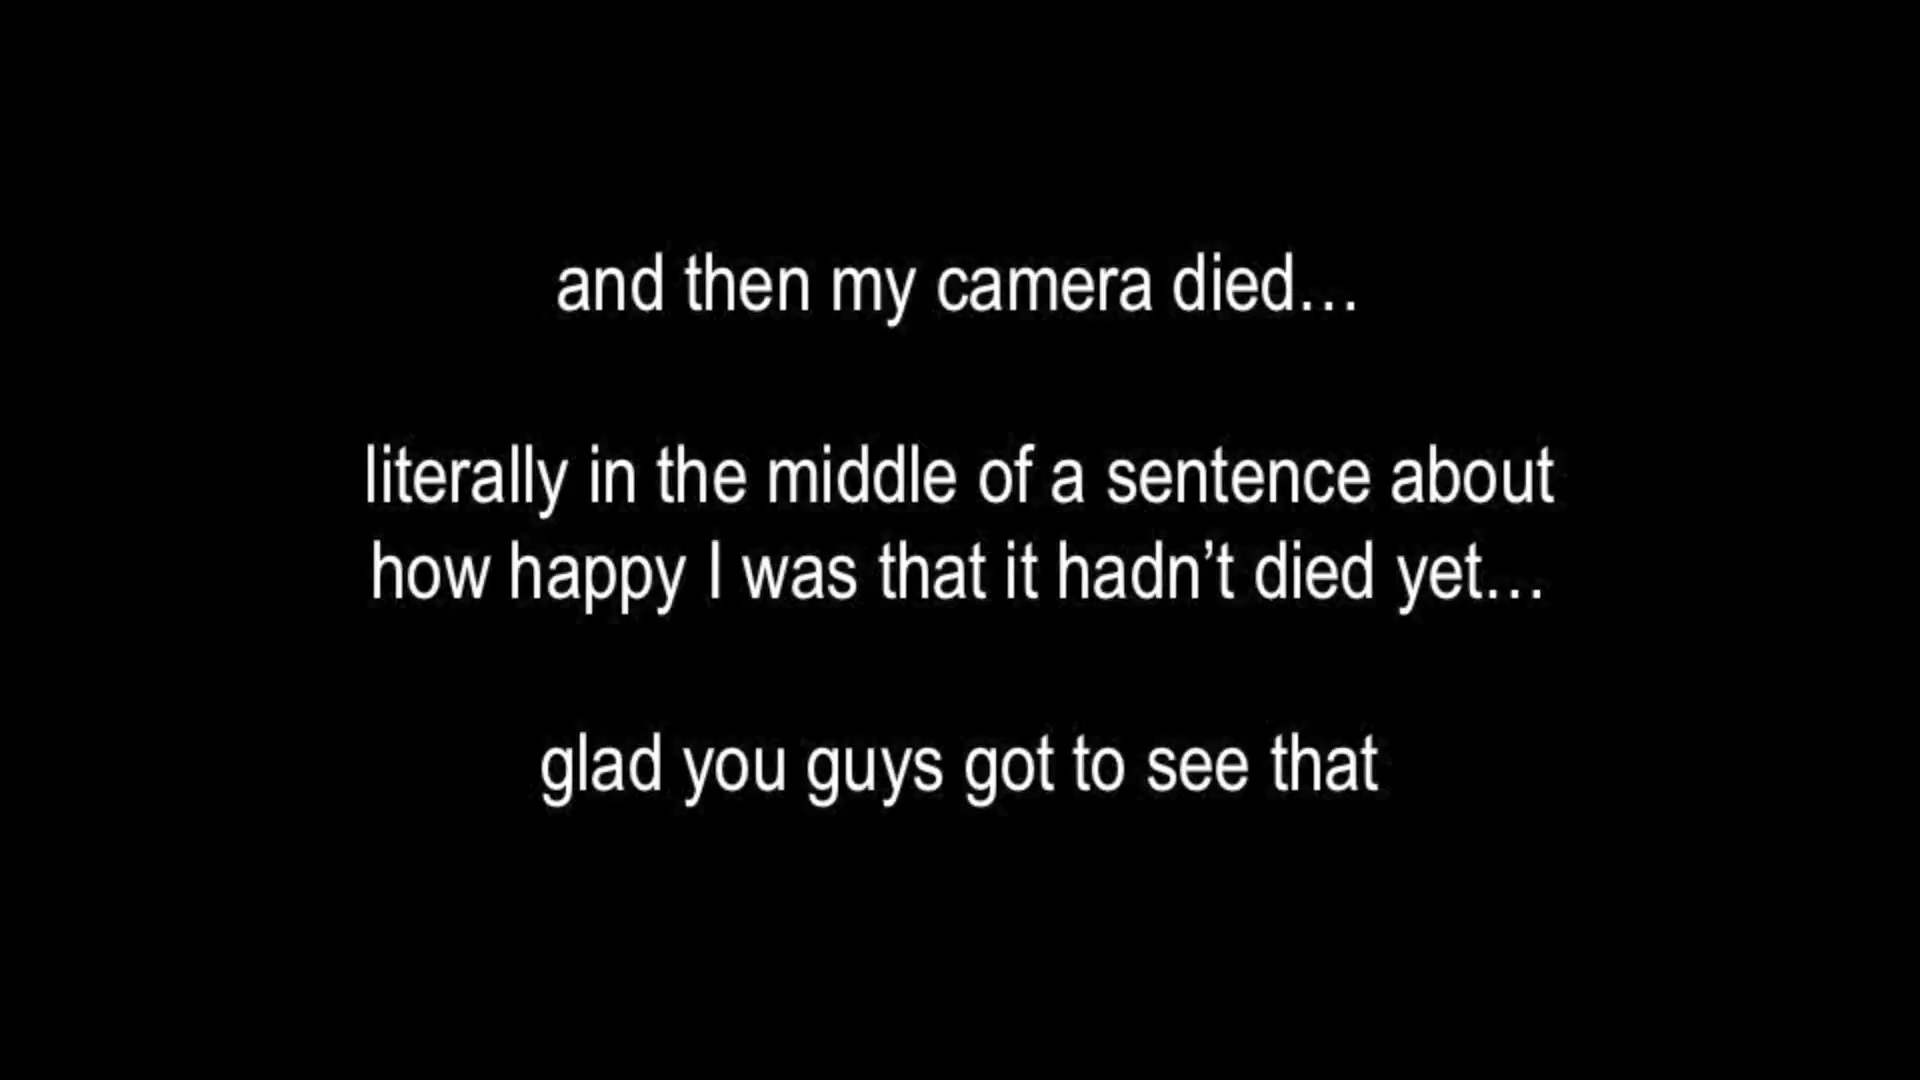 and then my camera died…
literally in the middle of a sentence about
how happy I was that it hadn’t died yet…
glad you guys got to see that